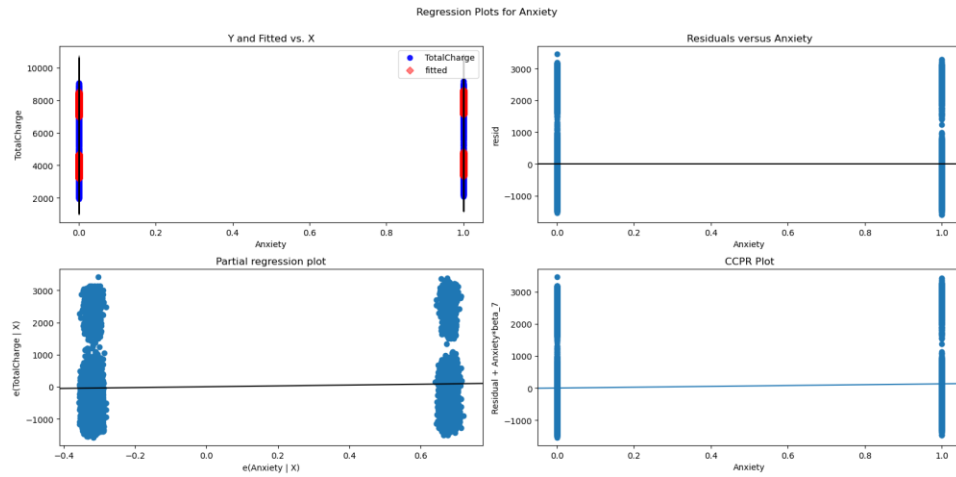 Regression Plots for Anxiety
Y and Fitted vs. X
TotalCharge
10000
8000
6000
4000
2000
TotalCharge
fitted
0.0 0.2 0.4 0.6 0.8 1.0
Anxiety
Residuals versus Anxiety
resid
3000
2000
1000
0
−1000
0.0 0.2 0.4 0.6 0.8 1.0
Anxiety
Partial regression plot
e(TotalCharge | X)
3000
2000
1000
0
−1000
−0.4 −0.2 0.0 0.2 0.4 0.6
e(Anxiety | X)
CCPR Plot
Residual + Anxiety*beta_7
3000
2000
1000
0
−1000
0.0 0.2 0.4 0.6 0.8 1.0
Anxiety